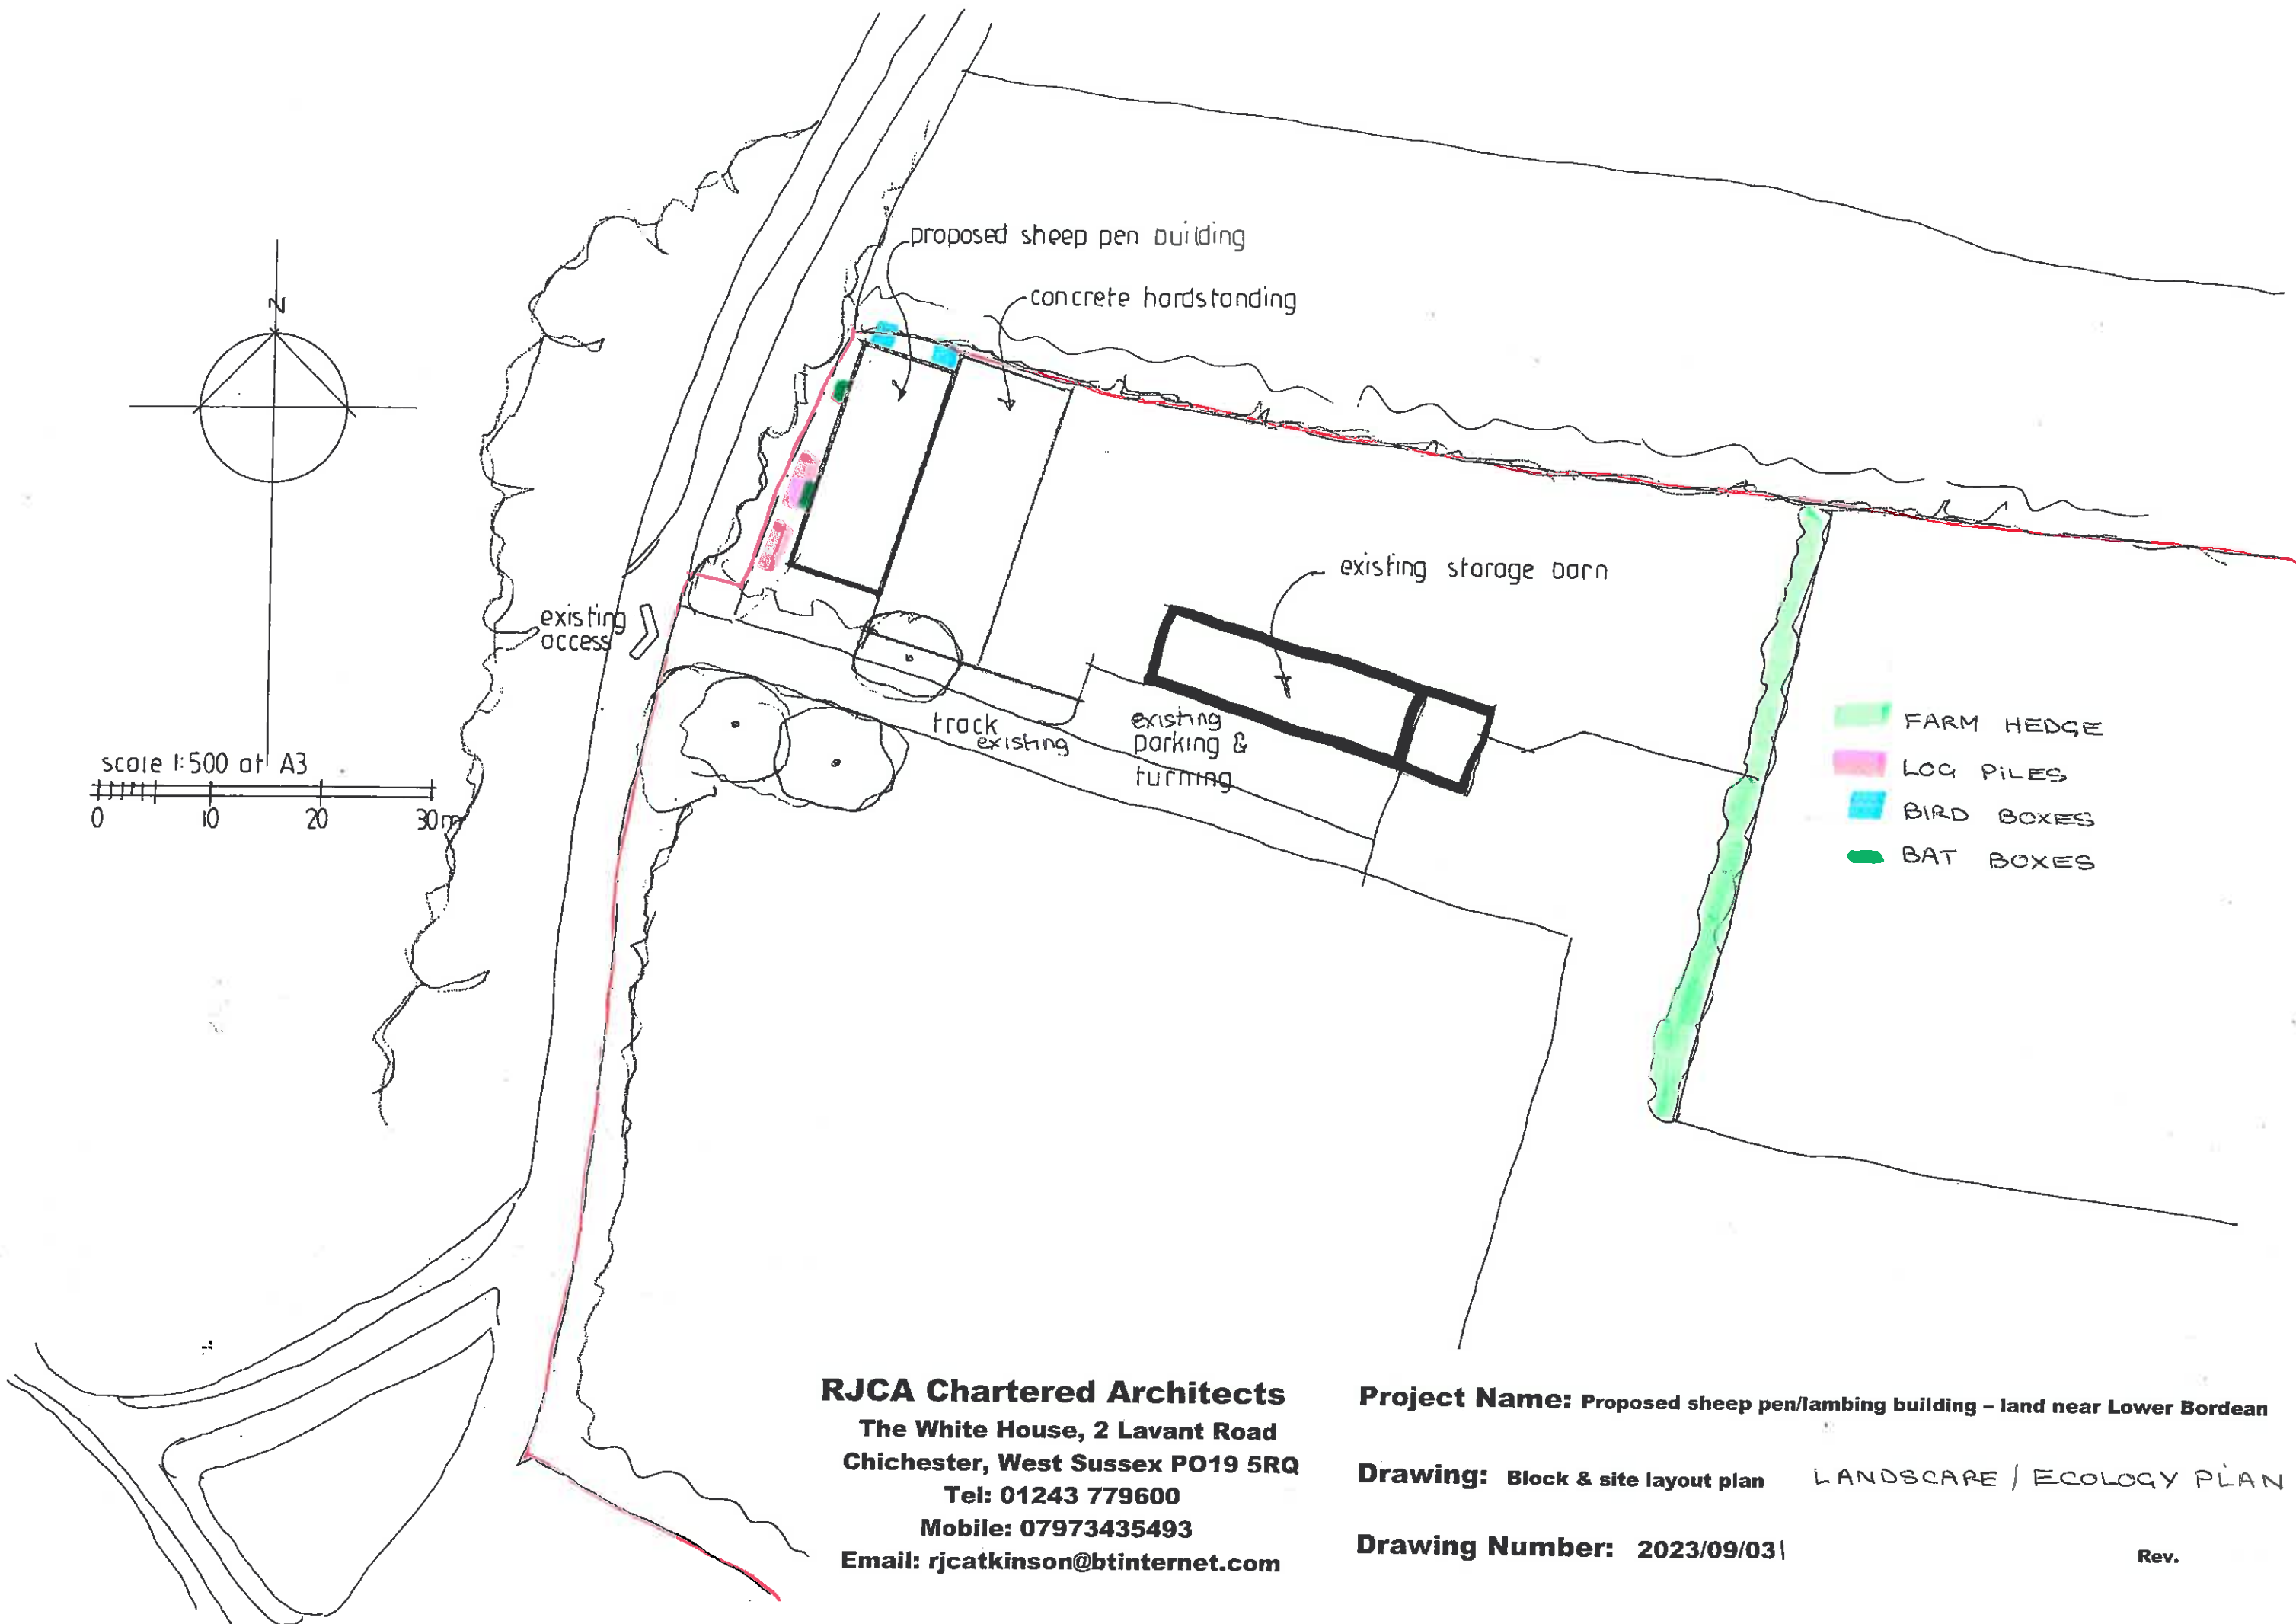 proposed sheep pen building
concrete hardstanding
N
existing storage barn
existing
access
track
existing
existing
parking &
turning
scale 1:500 at A3
0 10 20 30m
FARM HEDGE
LOG PILES
BIRD BOXES
BAT BOXES
RJCA Chartered Architects
The White House, 2 Lavant Road
Chichester, West Sussex PO19 5RQ
Tel: 01243 779600
Mobile: 07973435493
Email: rjcatkinson@btinternet.com
Project Name: Proposed sheep pen/lambing building – land near Lower Bordean
Drawing: Block & site layout plan LANDSCAPE / ECOLOGY PLAN
Drawing Number: 2023/09/03\
Rev.